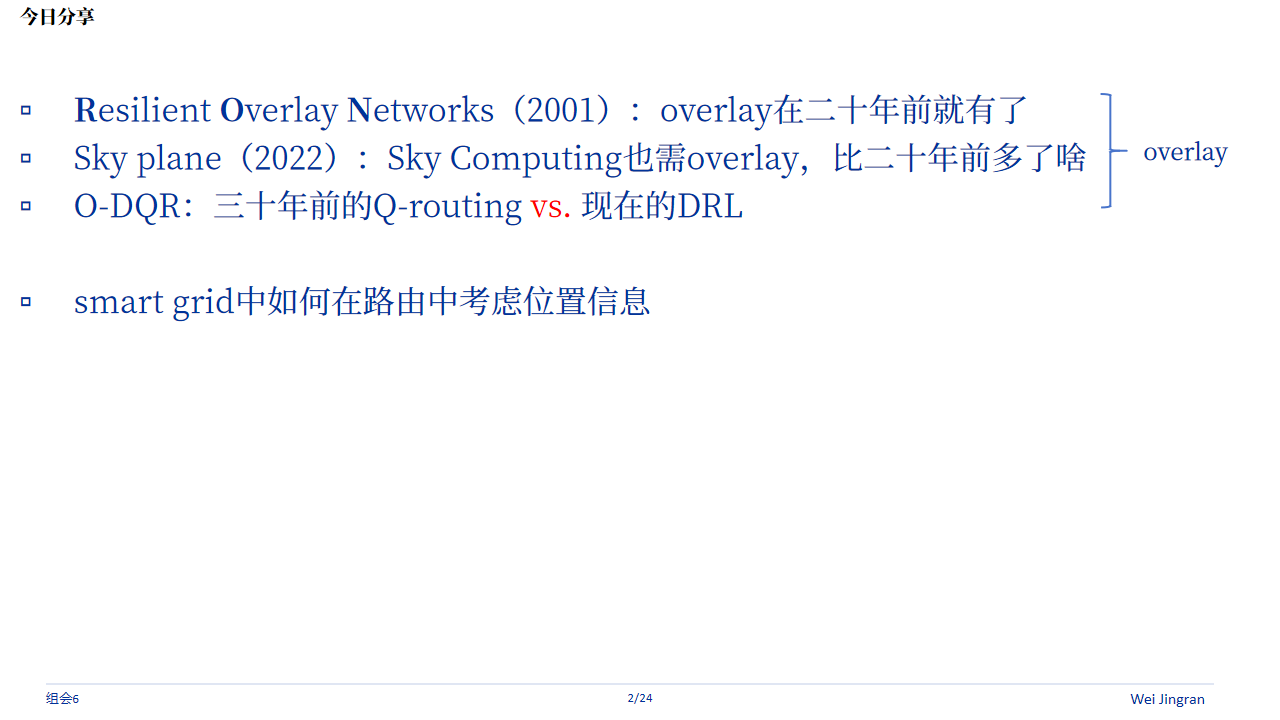 今日分享
Resilient Overlay Networks（2001）：overlay在二十年前就有了
Sky plane（2022）：Sky Computing也需overlay，比二十年前多了啥
O-DQR：三十年前的Q-routing vs. 现在的DRL
overlay
smart grid中如何在路由中考虑位置信息
组会6
2/24
Wei Jingran